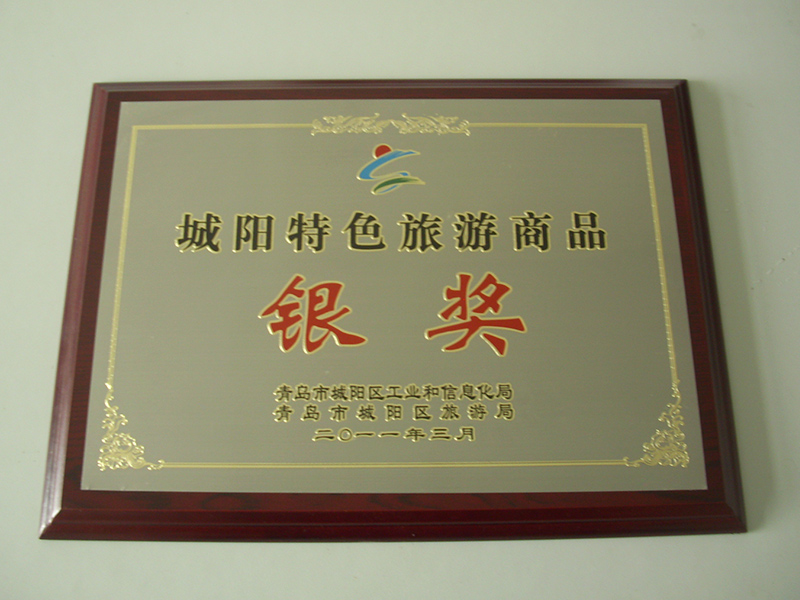 城阳特色旅游商品
银奖
青岛市城阳区工业和信息化局
青岛市城阳区旅游局
二〇一一年三月